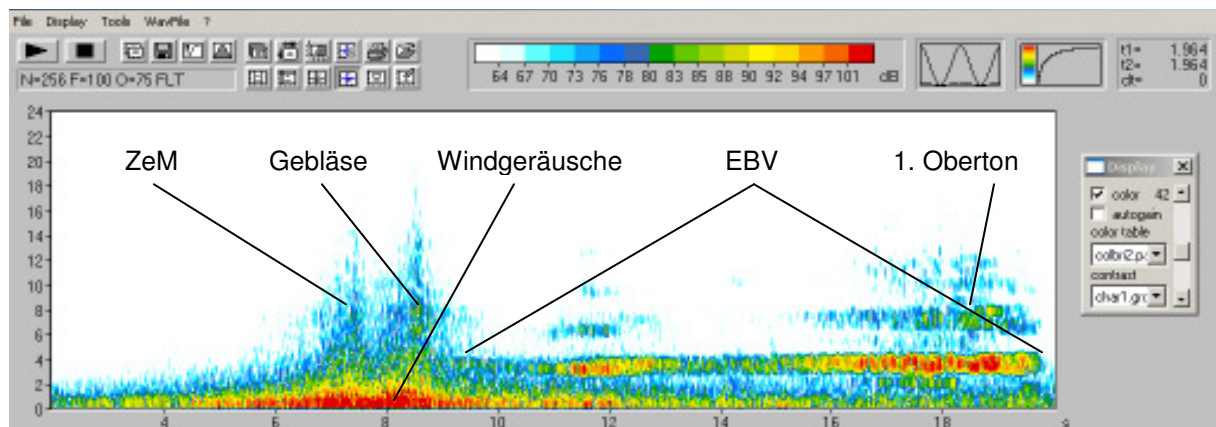 File Display Tools WavFile ?
64 67 70 73 76 78 80 83 85 88 90 92 94 97 101 dB
t1= 1.964
t2= 1.964
dt= 0
N=256 F=100 O=75 FLT
24
22
20
18
16
14
12
10
8
6
4
2
0
ZeM Gebläse Windgeräusche EBV 1. Oberton
4 6 8 10 12 14 16 18 s
Display
color 42
autogain
color table
colbri2.p
contrast
char1.gr